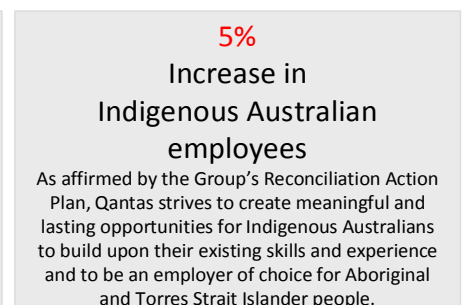 5%
Increase in
Indigenous Australian
employees
As affirmed by the Group's Reconciliation Action
Plan, Qantas strives to create meaningful and
lasting opportunities for Indigenous Australians
to build upon their existing skills and experience
and to be an employer of choice for Aboriginal
and Torres Strait Islander people.